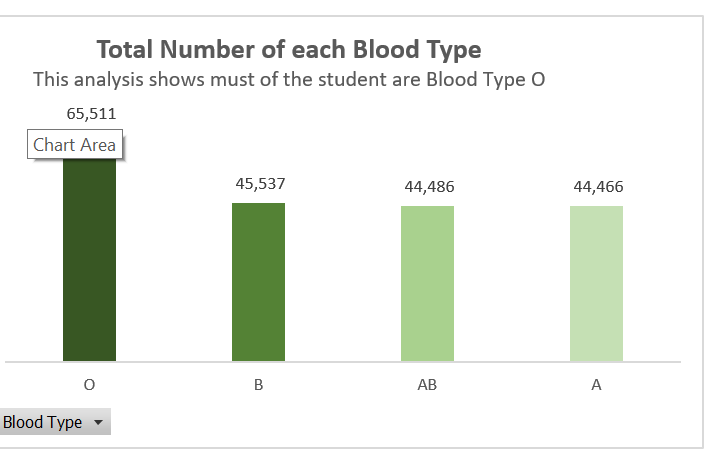 Total Number of each Blood Type
This analysis shows must of the student are Blood Type O
65,511
Chart Area
45,537
44,486
44,466
O
B
AB
A
Blood Type